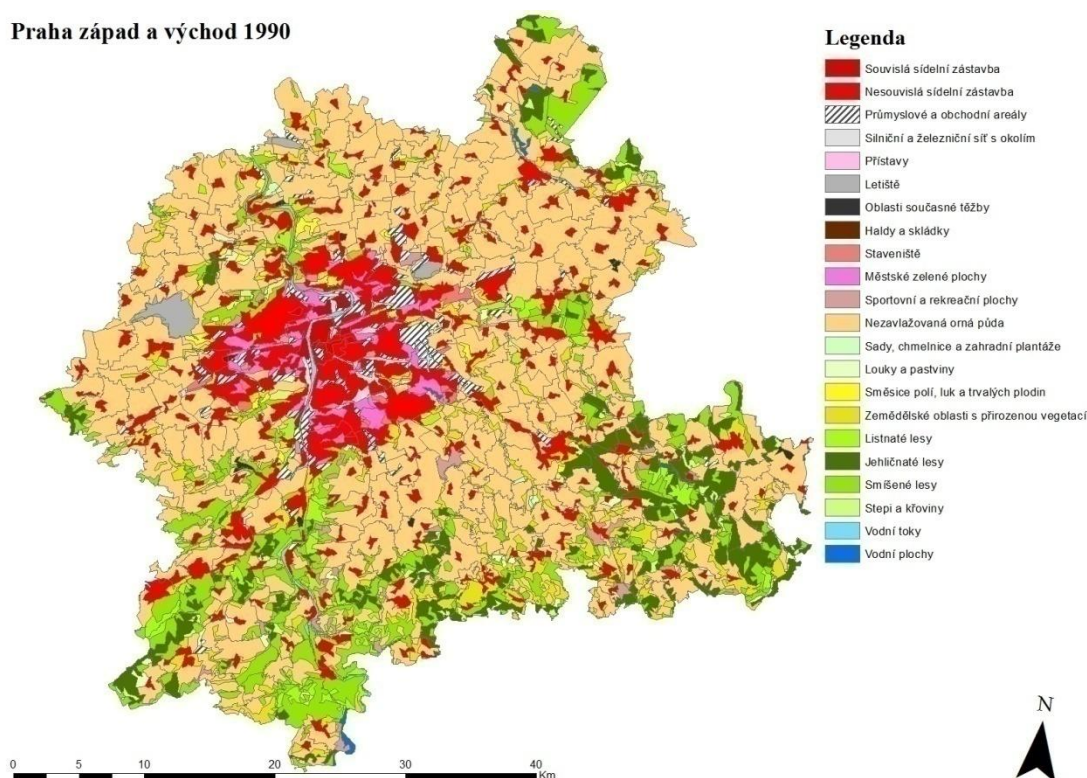 Praha západ a východ 1990
Legenda
Souvislá sídelní zástavba
Nesouvislá sídelní zástavba
Průmyslové a obchodní areály
Silniční a železniční síť s okolím
Přístavy
Letiště
Oblasti současné těžby
Haldy a skládky
Staveniště
Městské zelené plochy
Sportovní a rekreační plochy
Nezavlažovaná orná půda
Sady, chmelnice a zahradní plantáže
Louky a pastviny
Směsice polí, luk a trvalých plodin
Zemědělské oblasti s přirozenou vegetací
Listnaté lesy
Jehličnaté lesy
Smíšené lesy
Stepi a křoviny
Vodní toky
Vodní plochy
N
0 5 10 20 30 40
Km